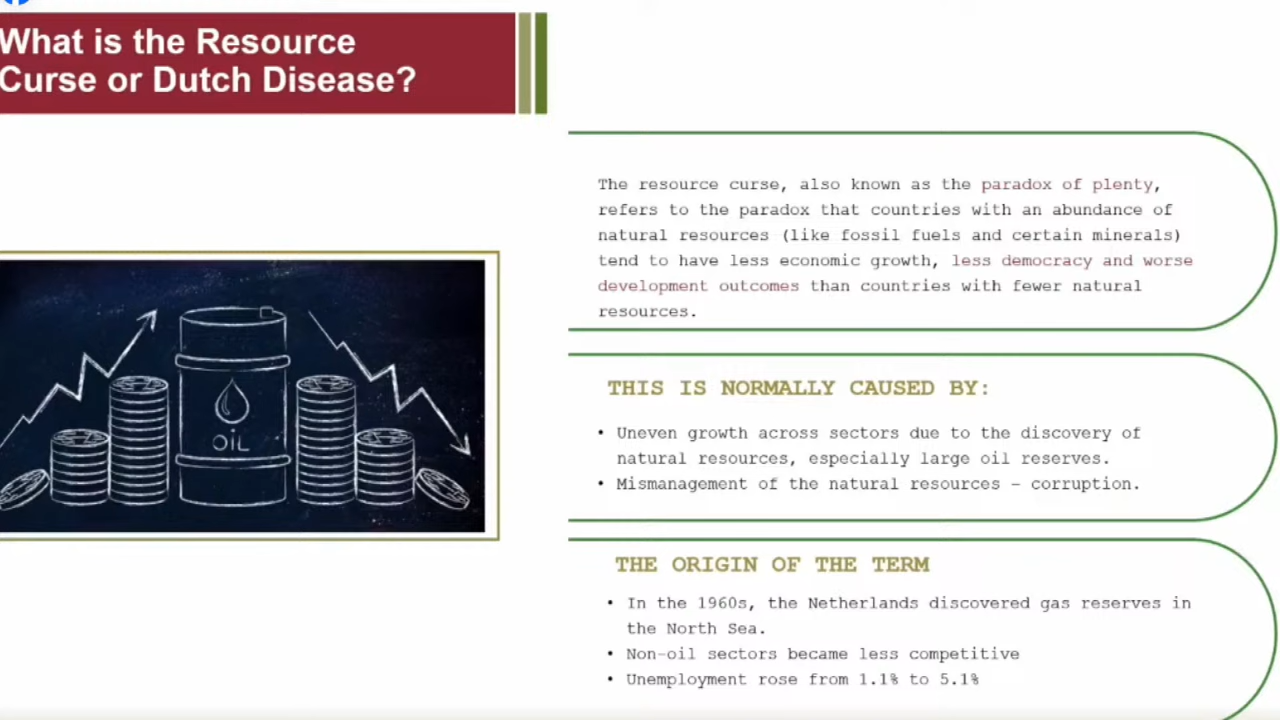 What is the Resource
Curse or Dutch Disease?
The resource curse, also known as the paradox of plenty,
refers to the paradox that countries with an abundance of
natural resources (like fossil fuels and certain minerals)
tend to have less economic growth, less democracy and worse
development outcomes than countries with fewer natural
resources.
OIL
THIS IS NORMALLY CAUSED BY:
• Uneven growth across sectors due to the discovery of
natural resources, especially large oil reserves.
• Mismanagement of the natural resources – corruption.
THE ORIGIN OF THE TERM
• In the 1960s, the Netherlands discovered gas reserves in
the North Sea.
• Non-oil sectors became less competitive
• Unemployment rose from 1.1% to 5.1%